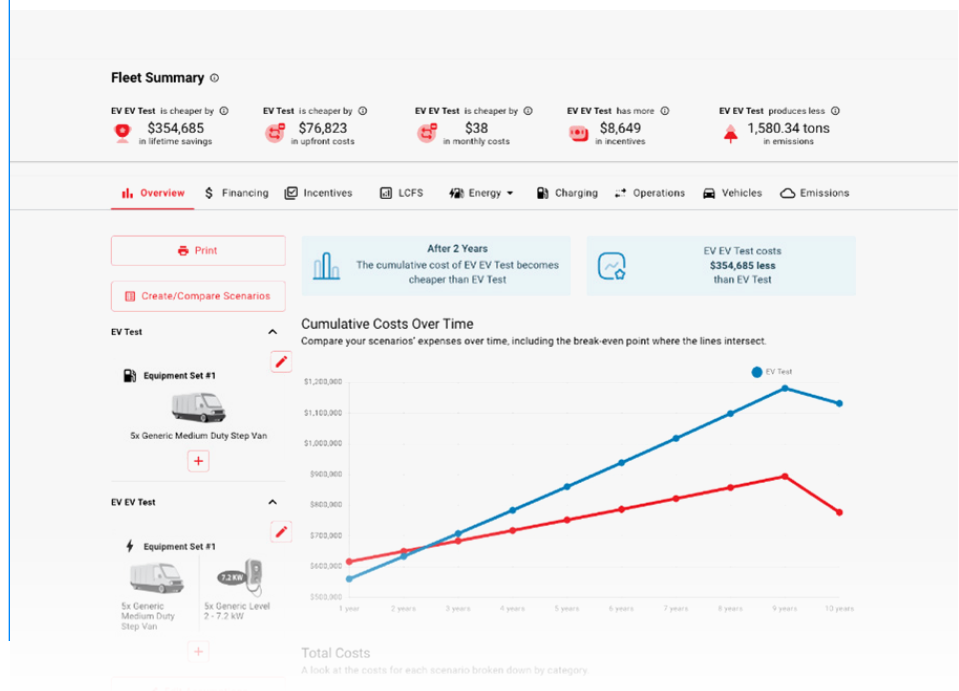 Fleet Summary
EV EV Test is cheaper by
$354,685
in lifetime savings
EV Test is cheaper by
$76,823
in upfront costs
EV EV Test is cheaper by
$38
in monthly costs
EV EV Test has more
$8,649
in incentives
EV EV Test produces less
1,580.34 tons
in emissions
Overview
Financing
Incentives
LCFS
Energy
Charging
Operations
Vehicles
Emissions
Print
Create/Compare Scenarios
EV Test
Equipment Set #1
5x Generic Medium Duty Step Van
EV EV Test
Equipment Set #1
7.2 KW
5x Generic
Medium Duty
Step Van
5x Generic Level
2 - 7.2 kW
After 2 Years
The cumulative cost of EV EV Test becomes
cheaper than EV Test
EV EV Test costs
$354,685 less
than EV Test
Cumulative Costs Over Time
Compare your scenarios' expenses over time, including the break-even point where the lines intersect.
EV Test
$1,200,000
$1,100,000
$1,000,000
$900,000
$800,000
$700,000
$600,000
$500,000
1 year
2 years
3 years
4 years
5 years
6 years
7 years
8 years
9 years
10 years
Total Costs
A look at the costs for each scenario broken down by category.